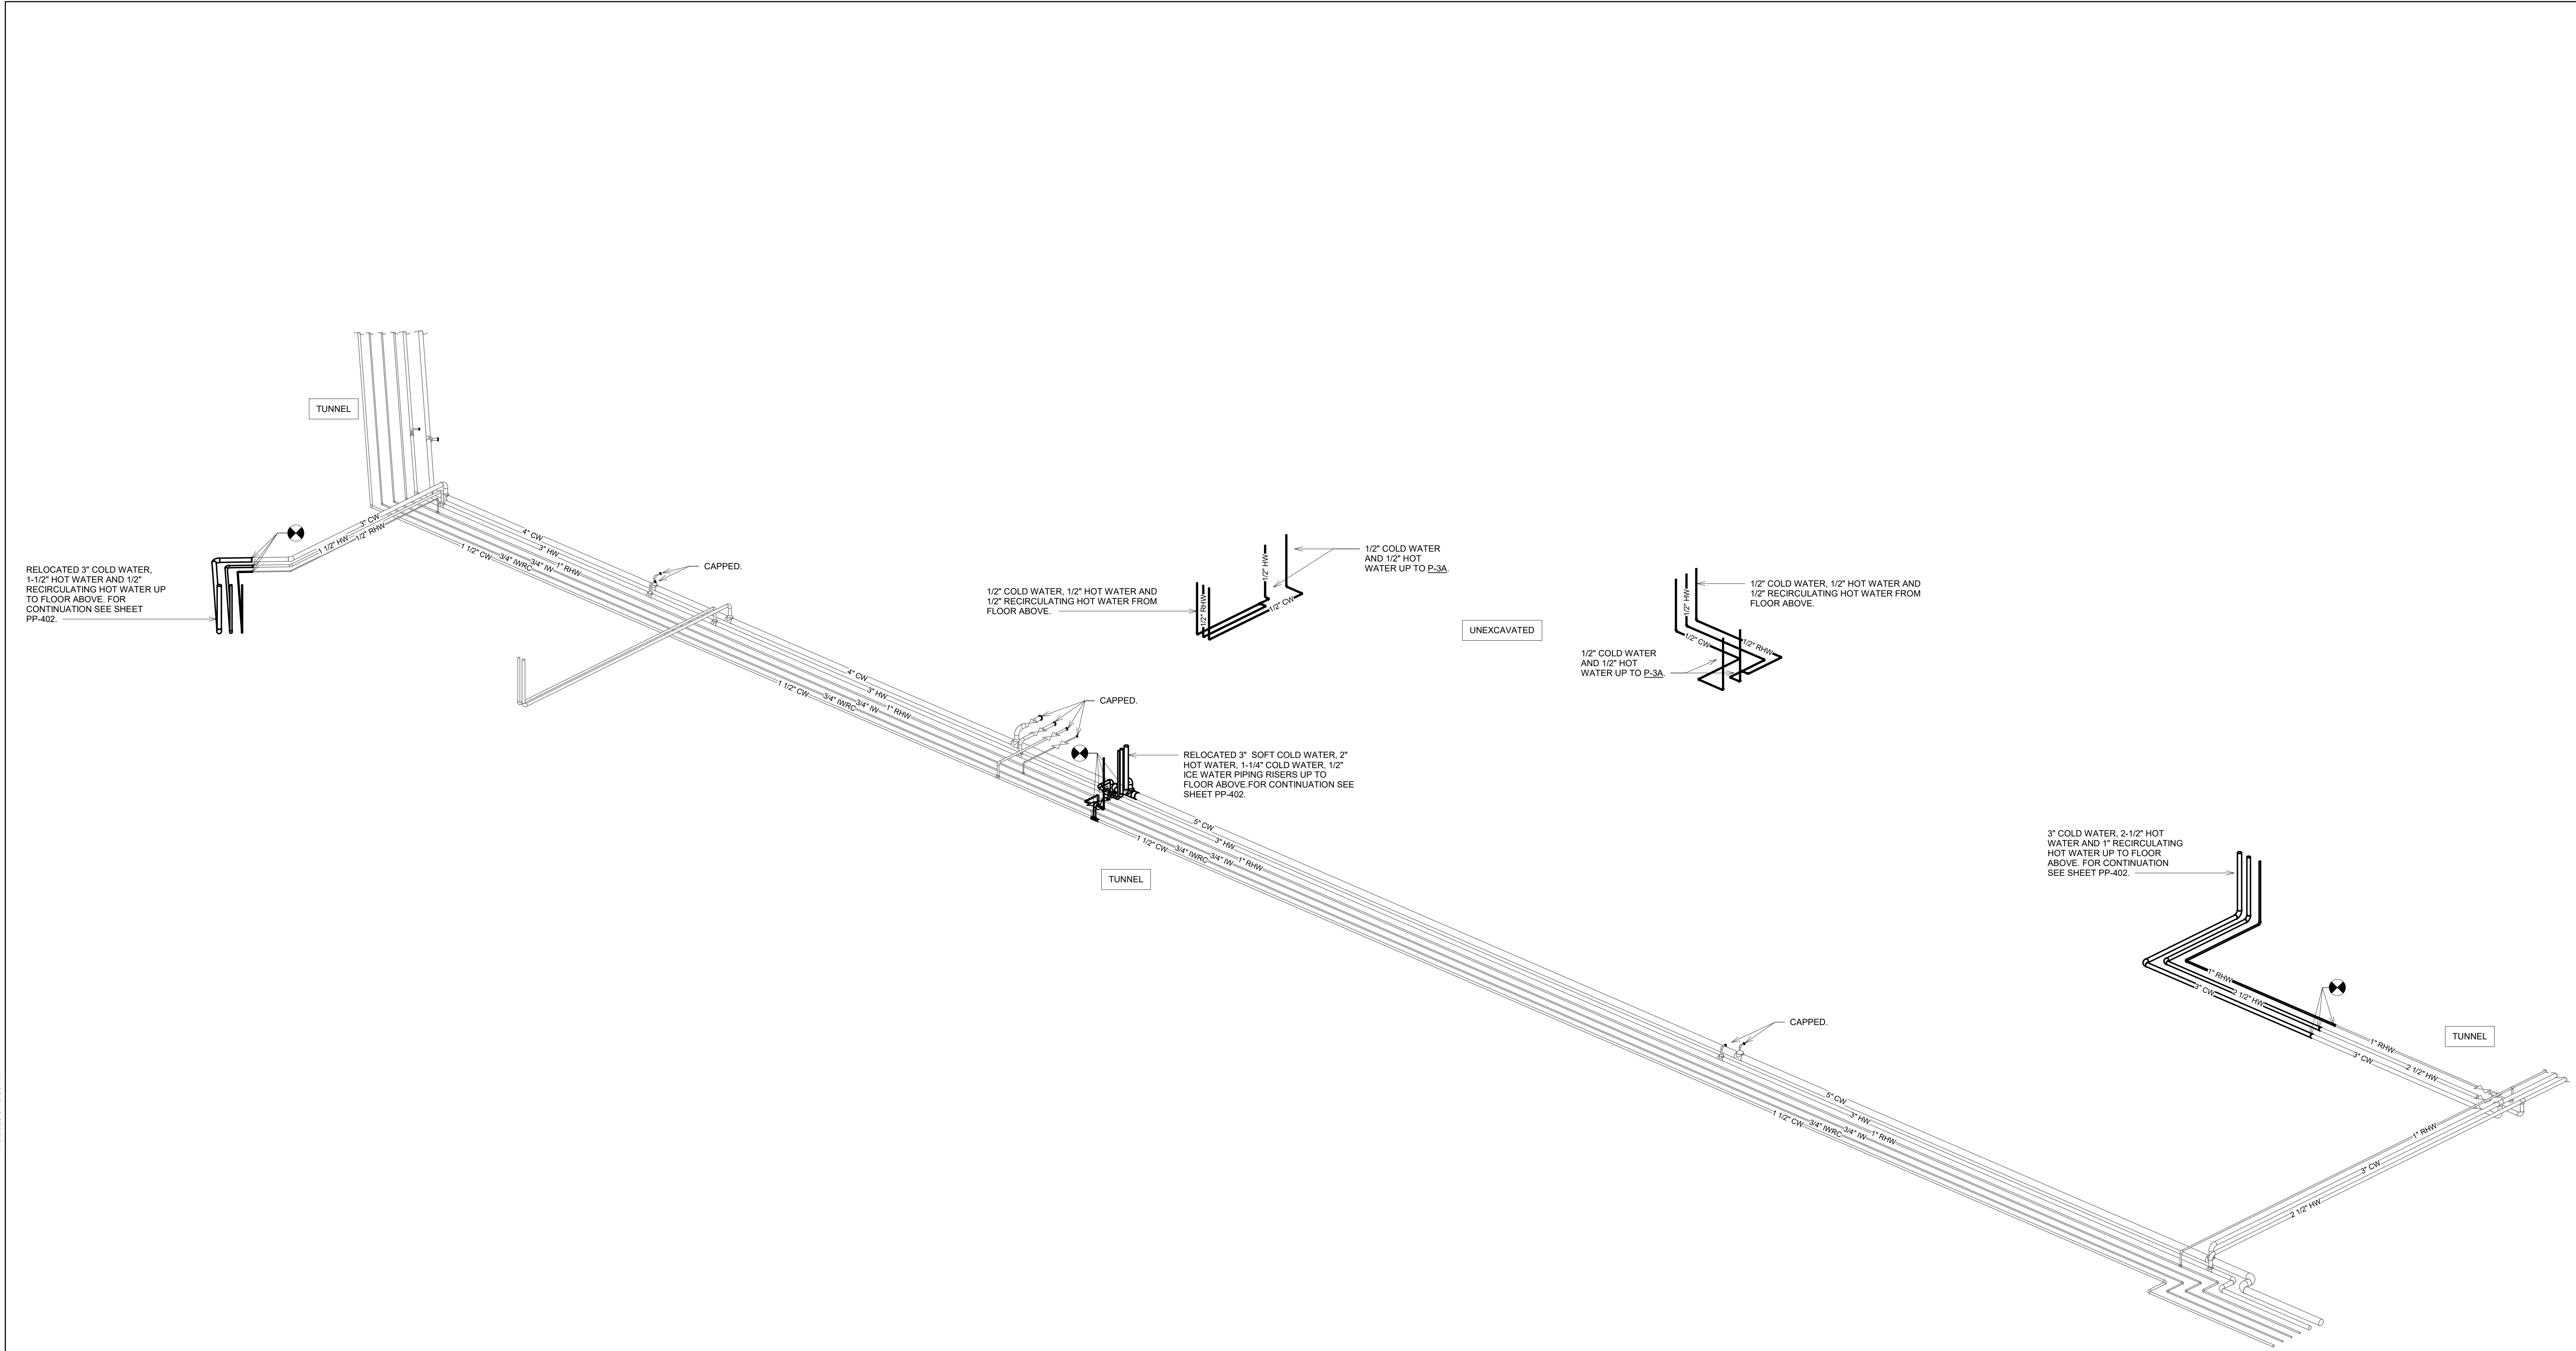 TUNNEL
3" CW
1 1/2" HW
1/2" RHW
RELOCATED 3" COLD WATER,
1-1/2" HOT WATER AND 1/2"
RECIRCULATING HOT WATER UP
TO FLOOR ABOVE. FOR
CONTINUATION SEE SHEET
PP-402.
4" CW
3" HW
1" RHW
3/4" IW
3/4" IWRC
1 1/2" CW
CAPPED.
1/2" COLD WATER, 1/2" HOT WATER AND
1/2" RECIRCULATING HOT WATER FROM
FLOOR ABOVE.
1/2" RHW
1/2" HW
1/2" CW
1/2" COLD WATER
AND 1/2" HOT
WATER UP TO P-3A.
UNEXCAVATED
1/2" HW
1/2" CW
1/2" RHW
1/2" COLD WATER, 1/2" HOT WATER AND
1/2" RECIRCULATING HOT WATER FROM
FLOOR ABOVE.
1/2" COLD WATER
AND 1/2" HOT
WATER UP TO P-3A.
4" CW
3" HW
1" RHW
3/4" IW
3/4" IWRC
1 1/2" CW
CAPPED.
RELOCATED 3" SOFT COLD WATER, 2"
HOT WATER, 1-1/4" COLD WATER, 1/2"
ICE WATER PIPING RISERS UP TO
FLOOR ABOVE.FOR CONTINUATION SEE
SHEET PP-402.
5" CW
3" HW
1" RHW
3/4" IW
3/4" IWRC
1 1/2" CW
TUNNEL
3" COLD WATER, 2-1/2" HOT
WATER AND 1" RECIRCULATING
HOT WATER UP TO FLOOR
ABOVE. FOR CONTINUATION
SEE SHEET PP-402.
1" RHW
2 1/2" HW
3" CW
CAPPED.
TUNNEL
1" RHW
3" CW
2 1/2" HW
5" CW
3" HW
1" RHW
3/4" IW
3/4" IWRC
1 1/2" CW
1" RHW
3" CW
2 1/2" HW